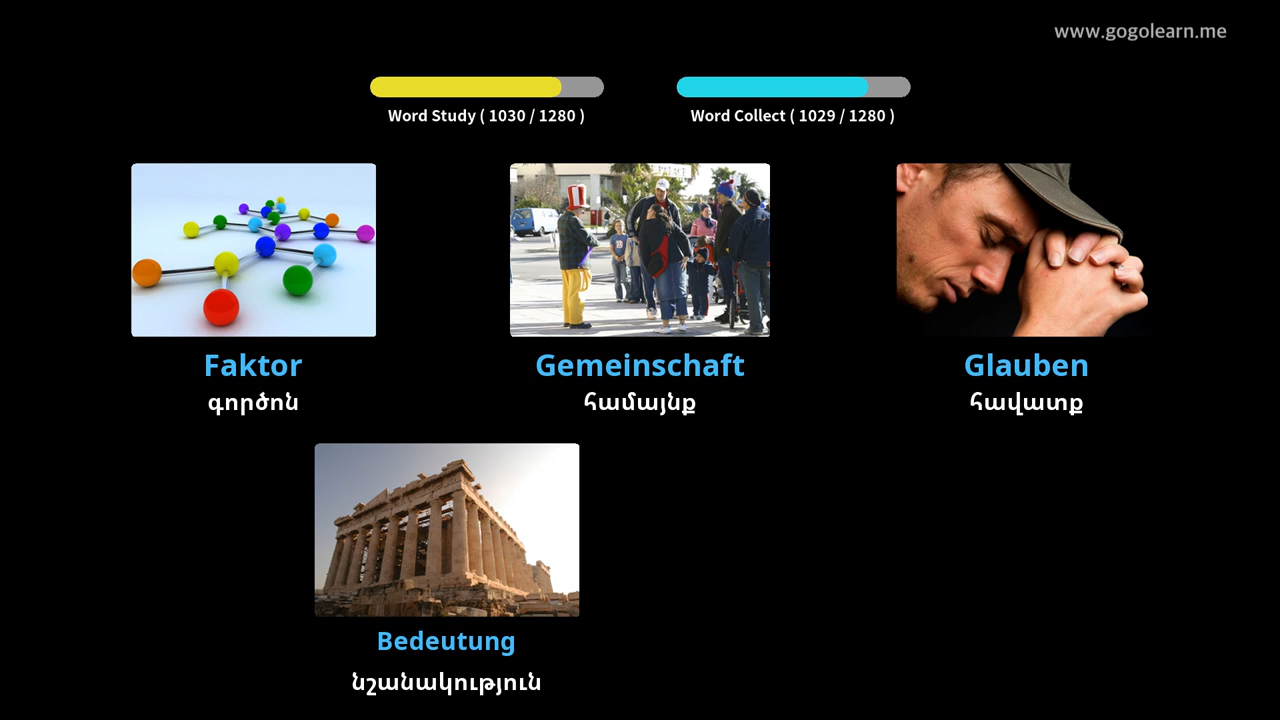 www.gogolearn.me
Word Study ( 1030 / 1280 )
Word Collect ( 1029 / 1280 )
Faktor
Gemeinschaft
Glauben
գործոն
համայնք
հավատք
Bedeutung
նշանակություն